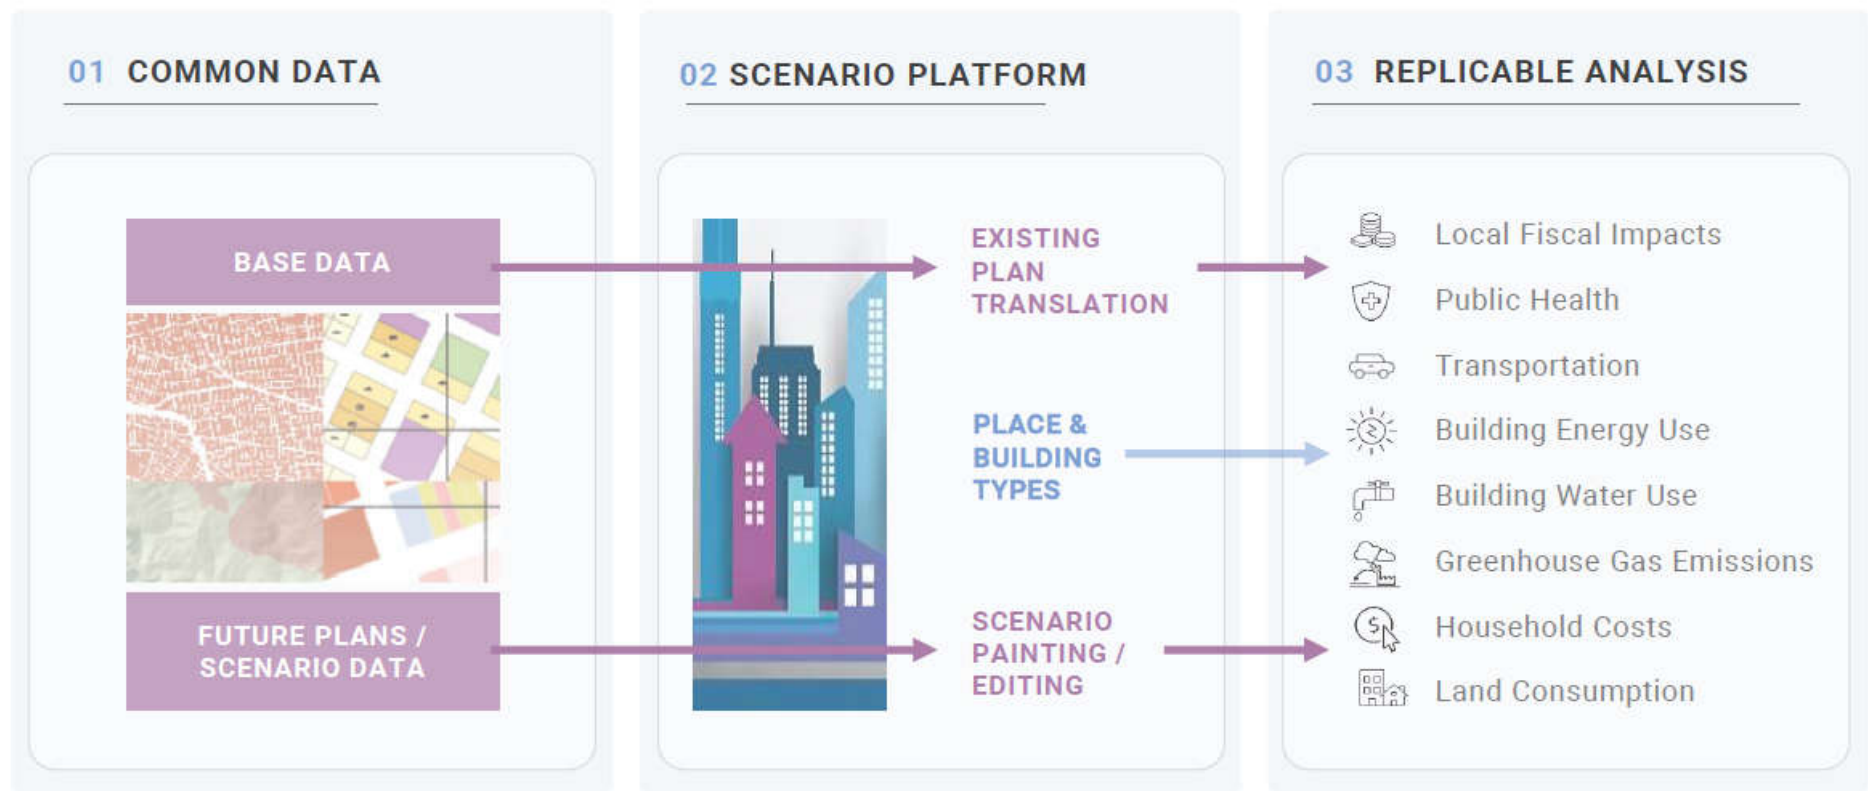 01 COMMON DATA
BASE DATA
FUTURE PLANS /
SCENARIO DATA
02 SCENARIO PLATFORM
EXISTING
PLAN
TRANSLATION
PLACE &
BUILDING
TYPES
SCENARIO
PAINTING /
EDITING
03 REPLICABLE ANALYSIS
Local Fiscal Impacts
Public Health
Transportation
Building Energy Use
Building Water Use
Greenhouse Gas Emissions
Household Costs
Land Consumption